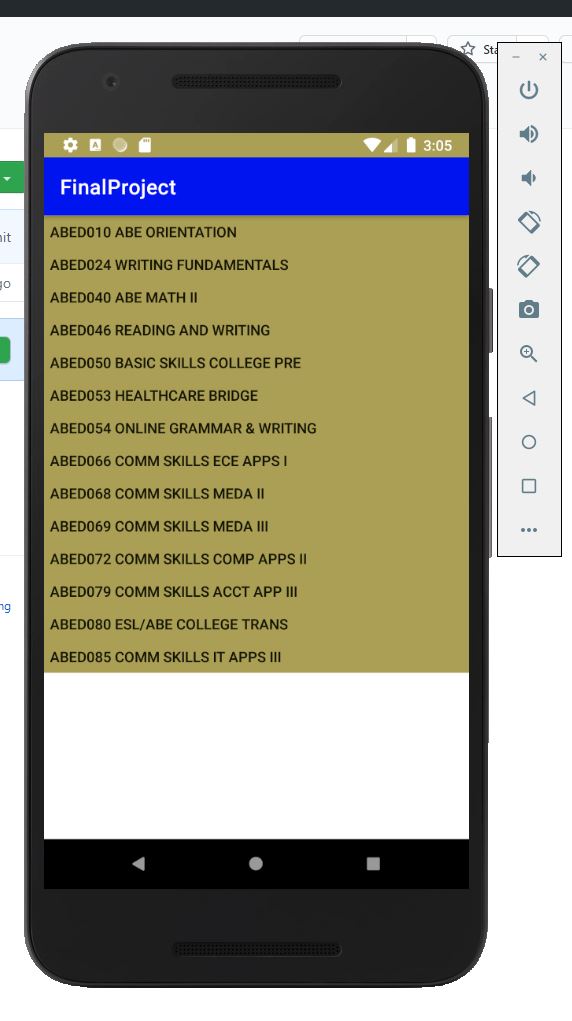 Sta
3:05
FinalProject
ABED010 ABE ORIENTATION
ABED024 WRITING FUNDAMENTALS
ABED040 ABE MATH II
ABED046 READING AND WRITING
ABED050 BASIC SKILLS COLLEGE PRE
ABED053 HEALTHCARE BRIDGE
ABED054 ONLINE GRAMMAR & WRITING
ABED066 COMM SKILLS ECE APPS I
ABED068 COMM SKILLS MEDA II
ABED069 COMM SKILLS MEDA III
ABED072 COMM SKILLS COMP APPS II
ABED079 COMM SKILLS ACCT APP III
ABED080 ESL/ABE COLLEGE TRANS
ABED085 COMM SKILLS IT APPS III